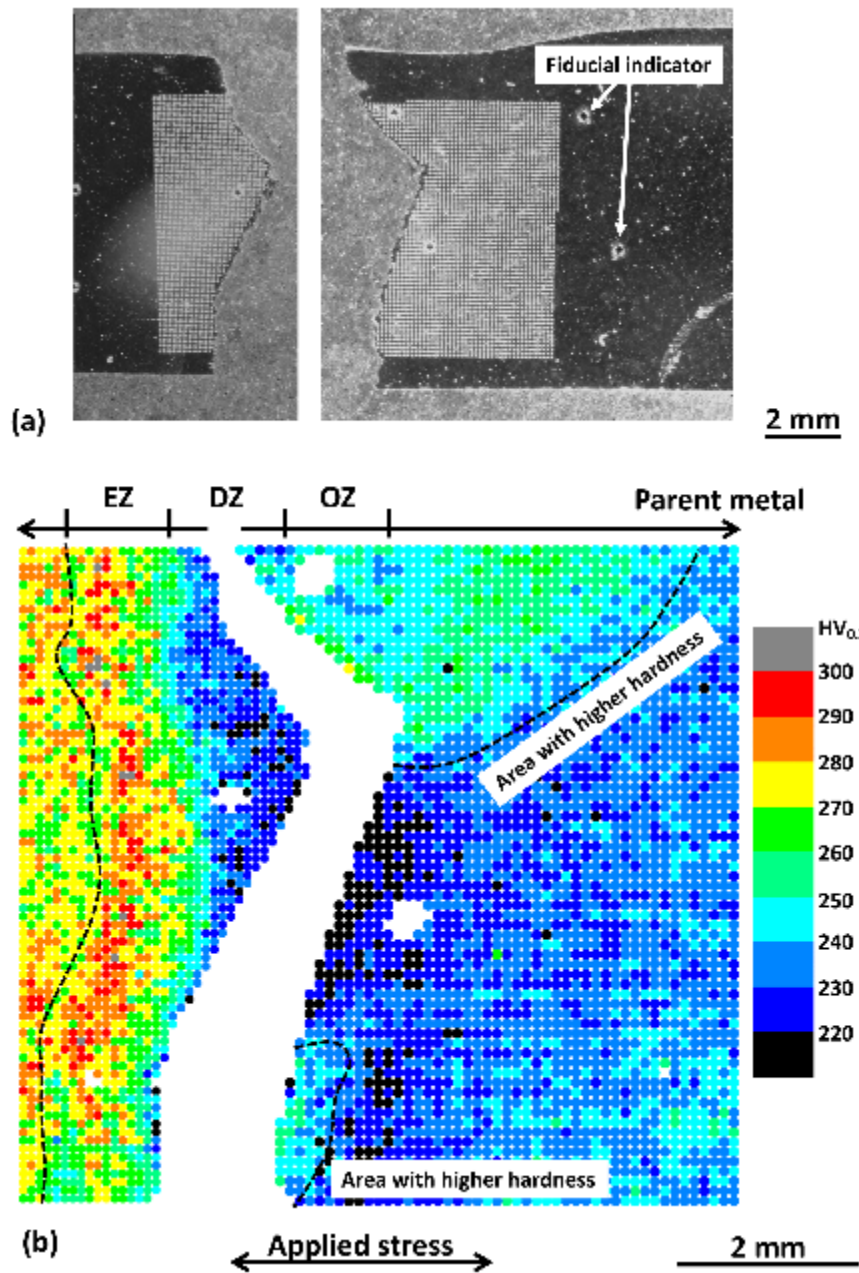 Fiducial indicator
(a)
2 mm
EZ
DZ
OZ
Parent metal
HV
300
290
280
270
260
250
240
230
220
Area with higher hardness
Area with higher hardness
(b)
Applied stress
2 mm